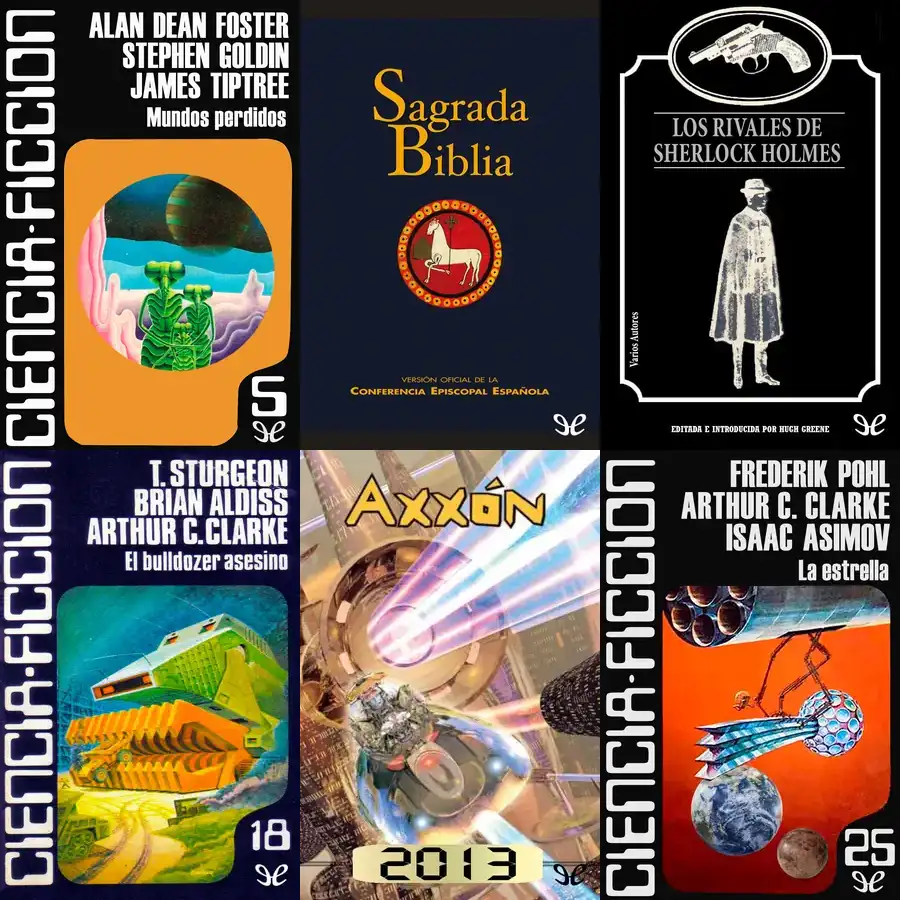 CIENCIA-FICCION
ALAN DEAN FOSTER
STEPHEN GOLDIN
JAMES TIPTREE
Mundos perdidos
5
Sagrada
Biblia
VERSIÓN OFICIAL DE LA
CONFERENCIA EPISCOPAL ESPAÑOLA
LOS RIVALES DE
SHERLOCK HOLMES
Varios Autores
EDITADA E INTRODUCIDA POR HUGH GREENE
CIENCIA-FICCION
T. STURGEON
BRIAN ALDISS
ARTHUR C. CLARKE
El bulldozer asesino
18
AXXÓN
2013
CIENCIA-FICCION
FREDERIK POHL
ARTHUR C. CLARKE
ISAAC ASIMOV
La estrella
25